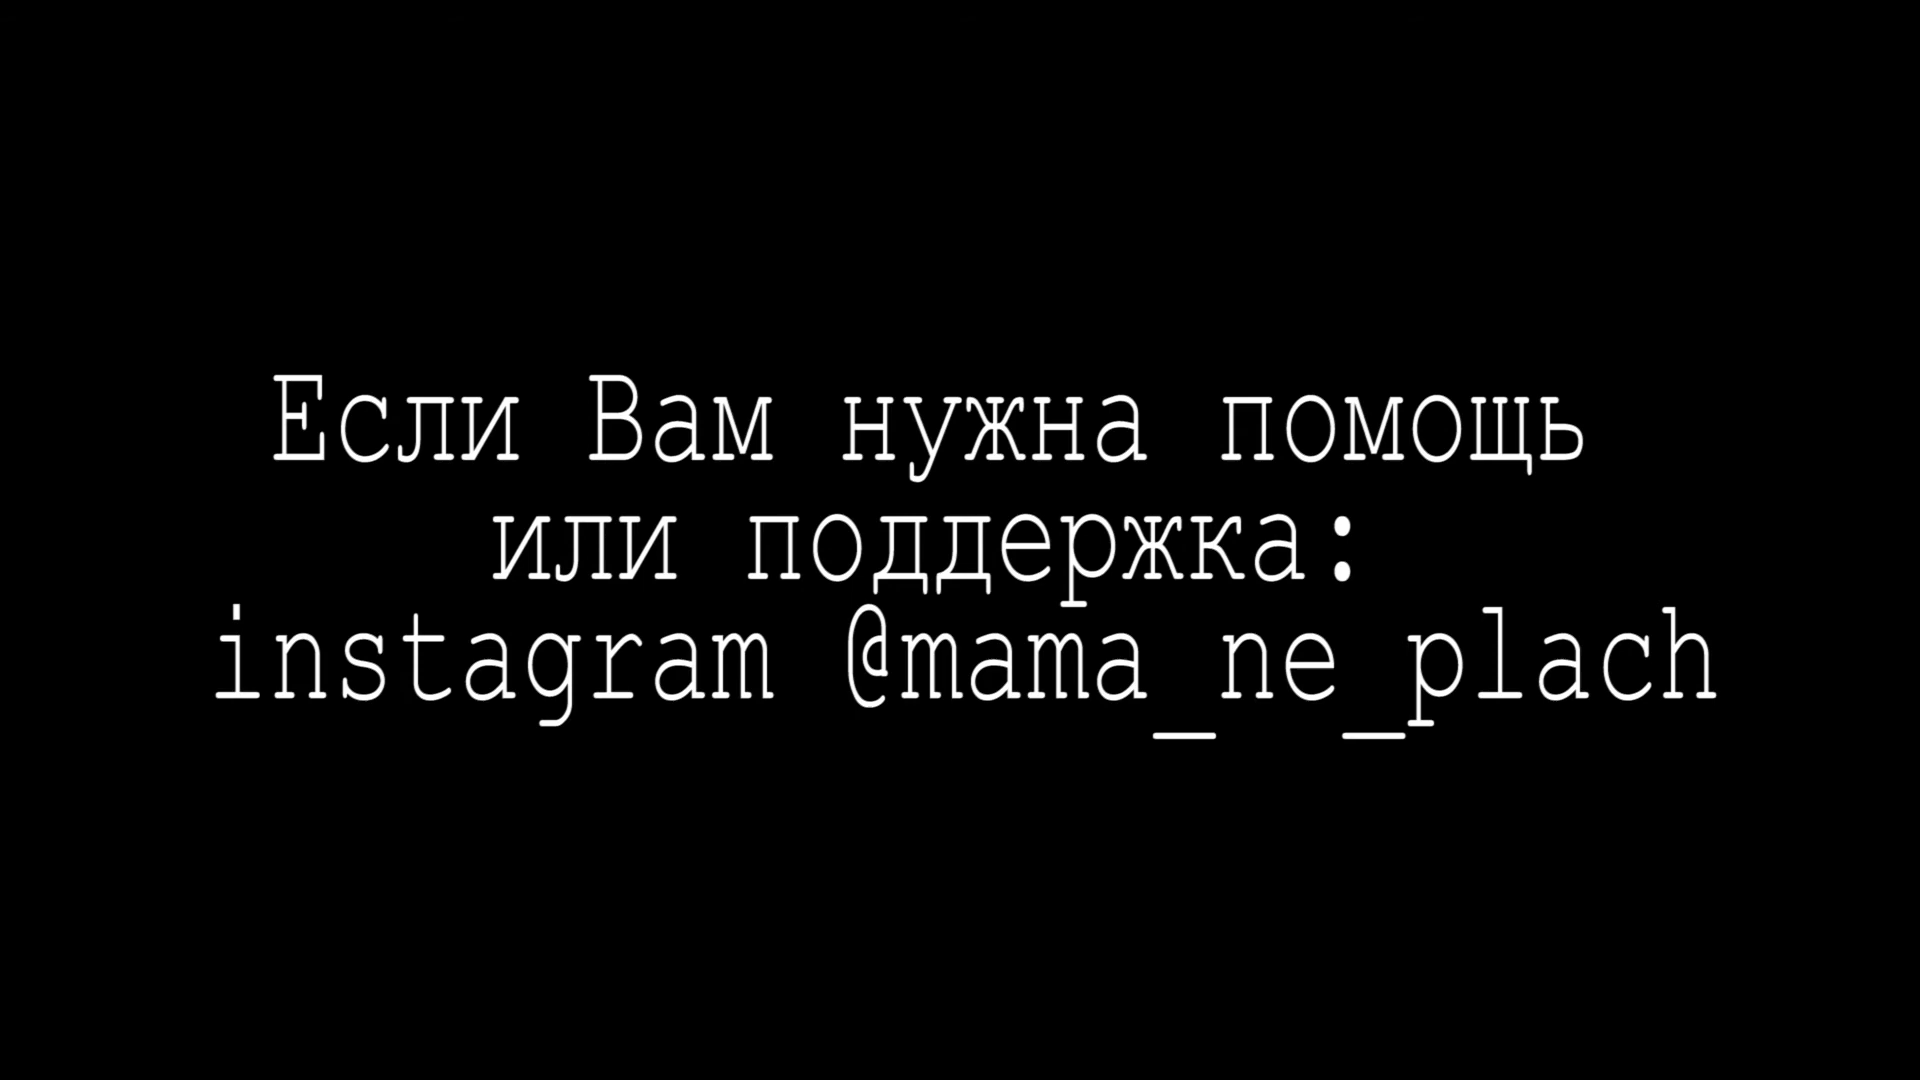 Если Вам нужна помощь
или поддержка:
instagram @mama_ne_plach